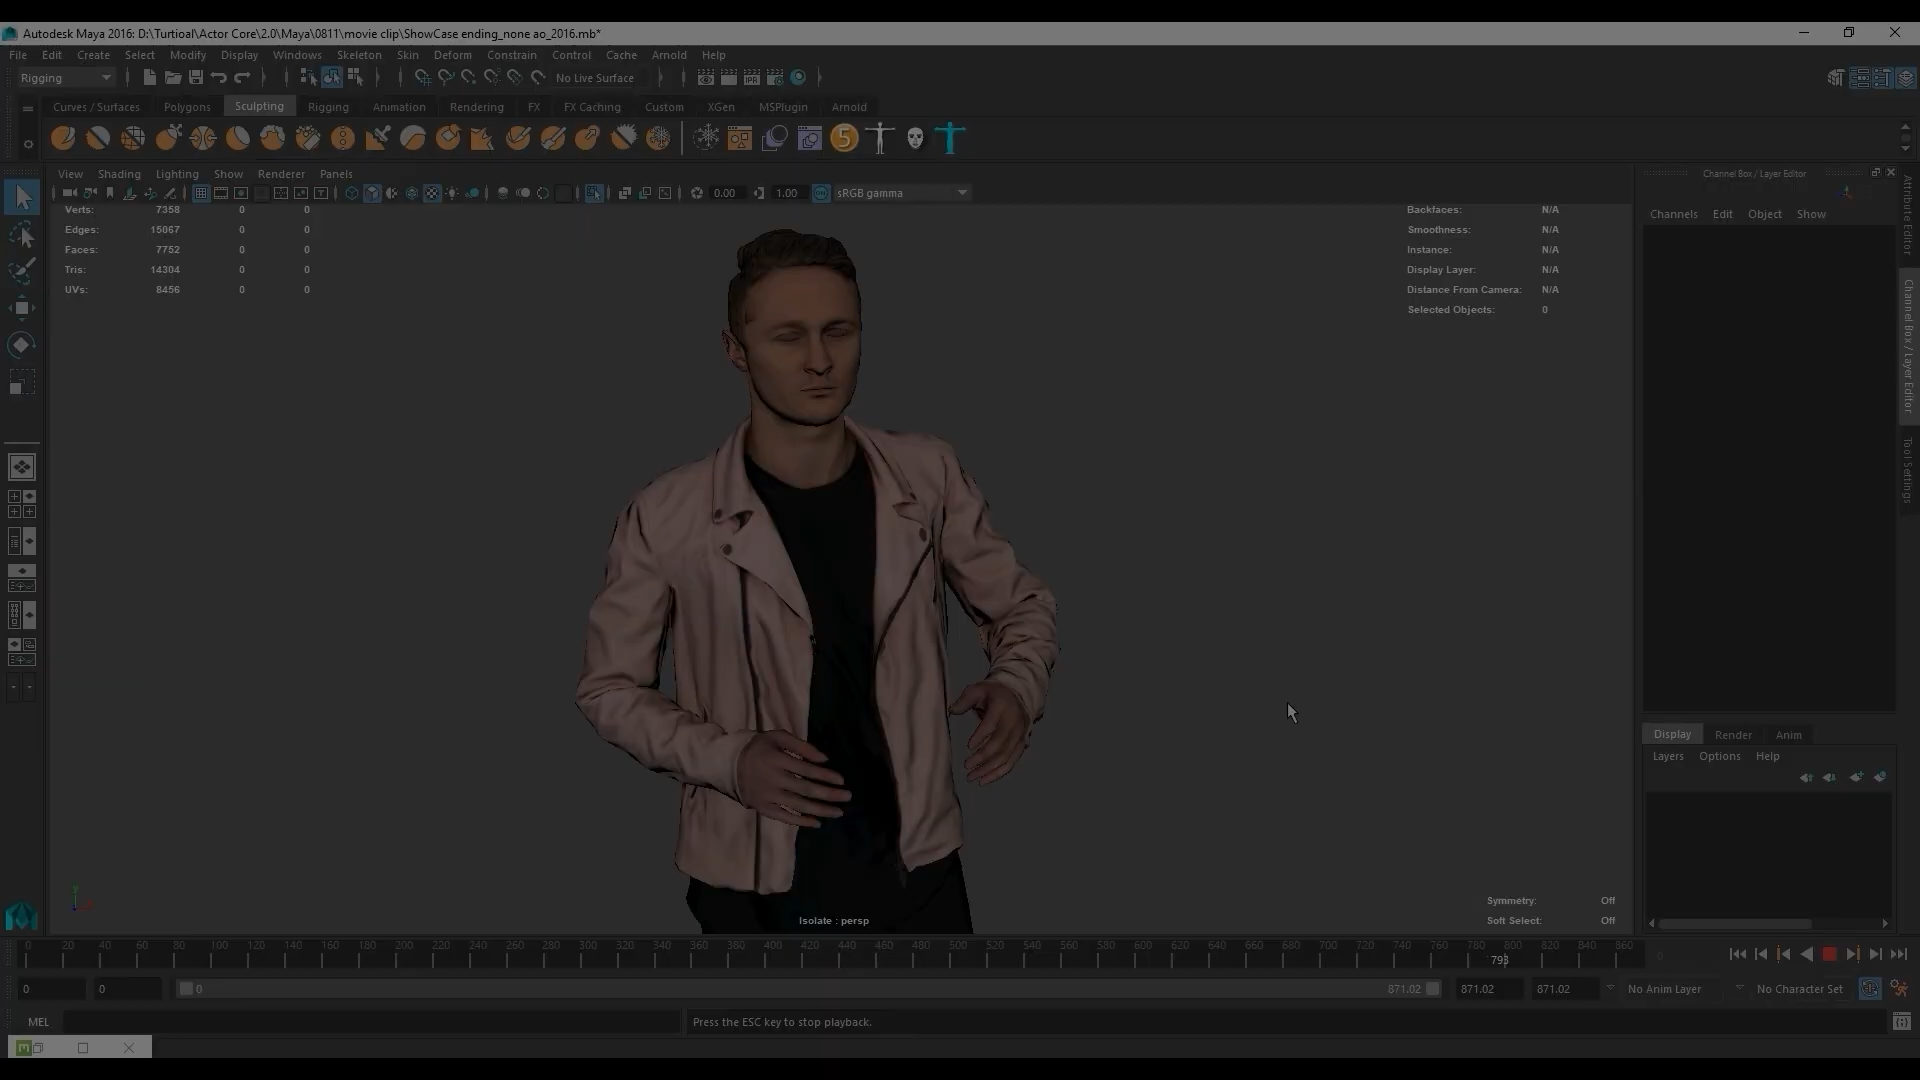 Autodesk Maya 2016: D:\Turtioal\Actor Core\2.0\Maya\0811\movie clip\ShowCase ending_none ao_2016.mb*
File Edit Create Select Modify Display Windows Skeleton Skin Deform Constrain Control Cache Arnold Help
Rigging No Live Surface
Curves / Surfaces Polygons Sculpting Rigging Animation Rendering FX FX Caching Custom XGen MSPlugin Arnold
View Shading Lighting Show Renderer Panels
0.00 1.00 sRGB gamma
Verts: 7358 0 0
Edges: 15067 0 0
Faces: 7752 0 0
Tris: 14304 0 0
UVs: 8456 0 0
Backfaces: N/A
Smoothness: N/A
Instance: N/A
Display Layer: N/A
Distance From Camera: N/A
Selected Objects: 0
Channel Box / Layer Editor
Channels Edit Object Show
Attribute Editor
Channel Box / Layer Editor
Tool Settings
Display Render Anim
Layers Options Help
Symmetry: Off
Soft Select: Off
Isolate : persp
0 20 40 60 80 100 120 140 160 180 200 220 240 260 280 300 320 340 360 380 400 420 440 460 480 500 520 540 560 580 600 620 640 660 680 700 720 740 760 780 800 820 840 860
793
0
0 0 0 871.02 871.02 871.02 No Anim Layer No Character Set
MEL Press the ESC key to stop playback.